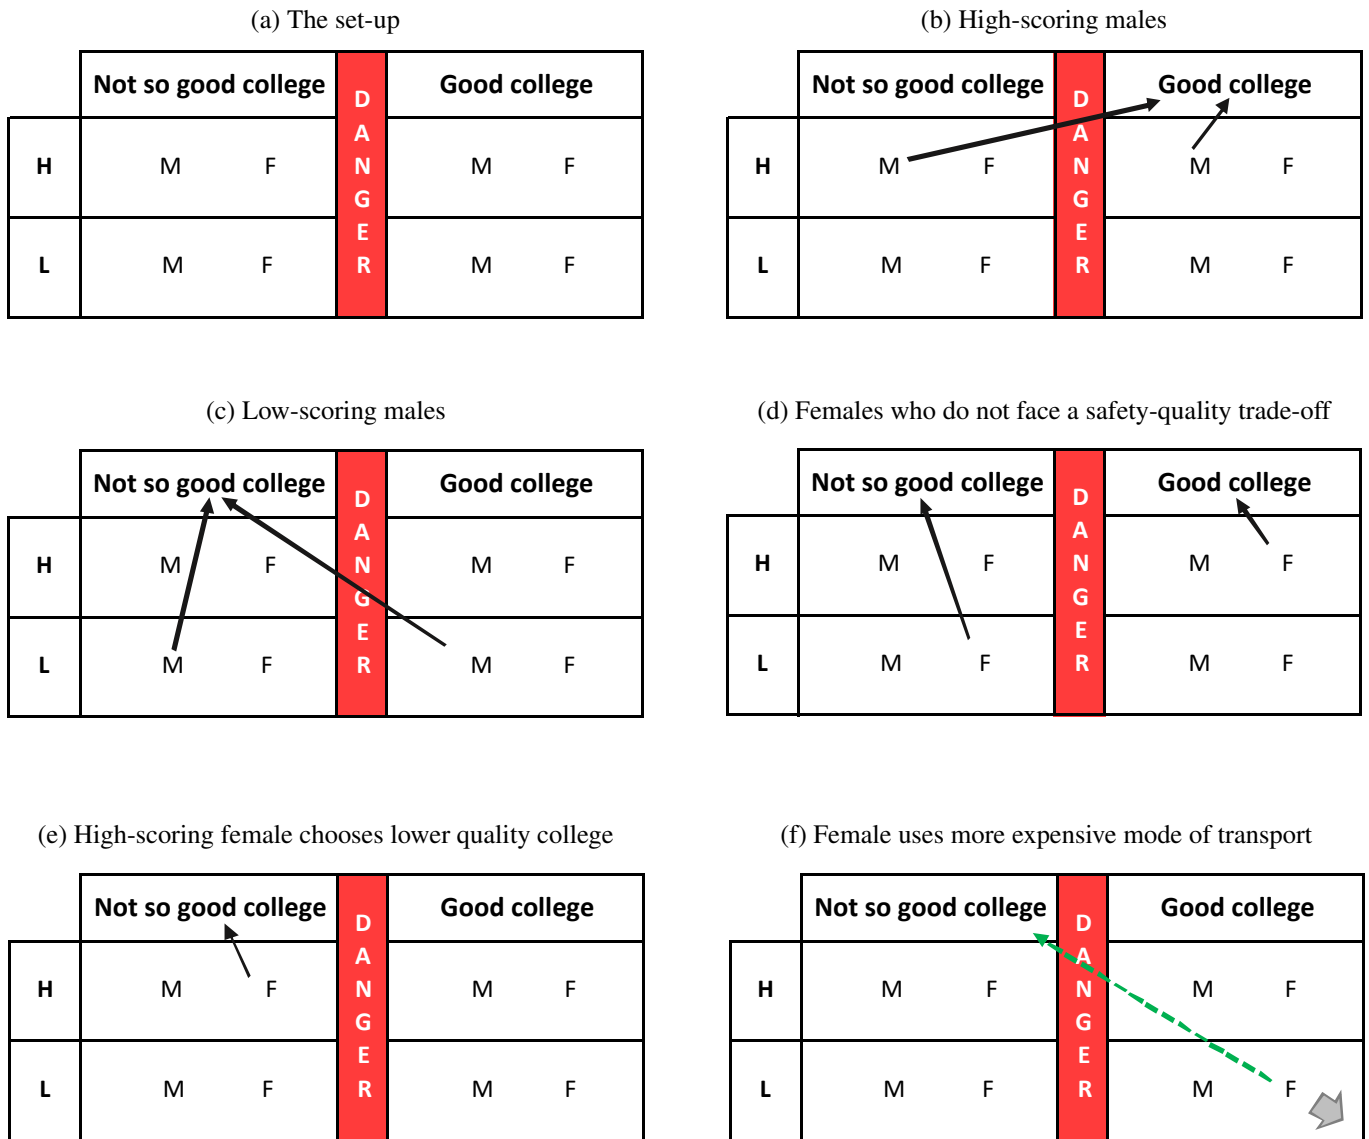 (a) The set-up
Not so good college
Good college
D
A
N
G
E
R
H
M F
M F
L
M F
M F
(b) High-scoring males
Not so good college
Good college
D
A
N
G
E
R
H
M F
M F
L
M F
M F
(c) Low-scoring males
Not so good college
Good college
D
A
N
G
E
R
H
M F
M F
L
M F
M F
(d) Females who do not face a safety-quality trade-off
Not so good college
Good college
D
A
N
G
E
R
H
M F
M F
L
M F
M F
(e) High-scoring female chooses lower quality college
Not so good college
Good college
D
A
N
G
E
R
H
M F
M F
L
M F
M F
(f) Female uses more expensive mode of transport
Not so good college
Good college
D
A
N
G
E
R
H
M F
M F
L
M F
M F